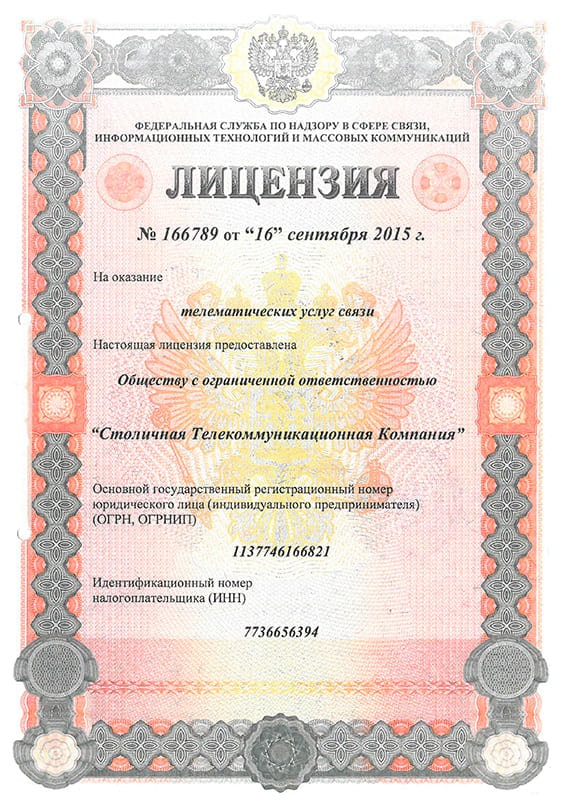 ФЕДЕРАЛЬНАЯ СЛУЖБА ПО НАДЗОРУ В СФЕРЕ СВЯЗИ,
ИНФОРМАЦИОННЫХ ТЕХНОЛОГИЙ И МАССОВЫХ КОММУНИКАЦИЙ
ЛИЦЕНЗИЯ
№ 166789 от “16” сентября 2015 г.
На оказание
телематических услуг связи
Настоящая лицензия предоставлена
Обществу с ограниченной ответственностью
“Столичная Телекоммуникационная Компания”
Основной государственный регистрационный номер
юридического лица (индивидуального предпринимателя)
(ОГРН, ОГРНИП)
1137746166821
Идентификационный номер
налогоплательщика (ИНН)
7736656394